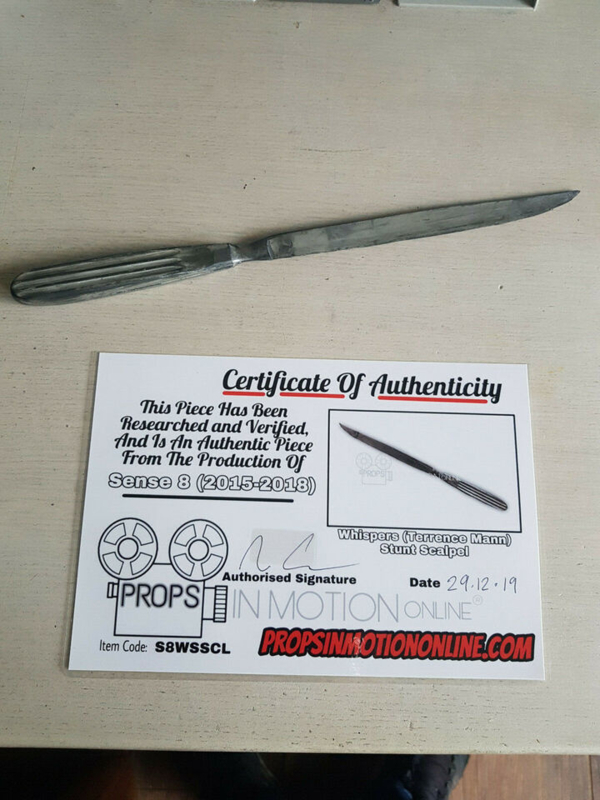 Certificate Of Authenticity
This Piece Has Been
Researched and Verified,
And Is An Authentic Piece
From The Production Of
Sense 8 (2015-2018)
PROPS
Whispers (Terrence Mann)
Stunt Scalpel
Authorised Signature
Date 29.12.19
PROPS IN MOTION ONLINE®
Item Code: S8WSSCL
PROPSINMOTIONONLINE.COM